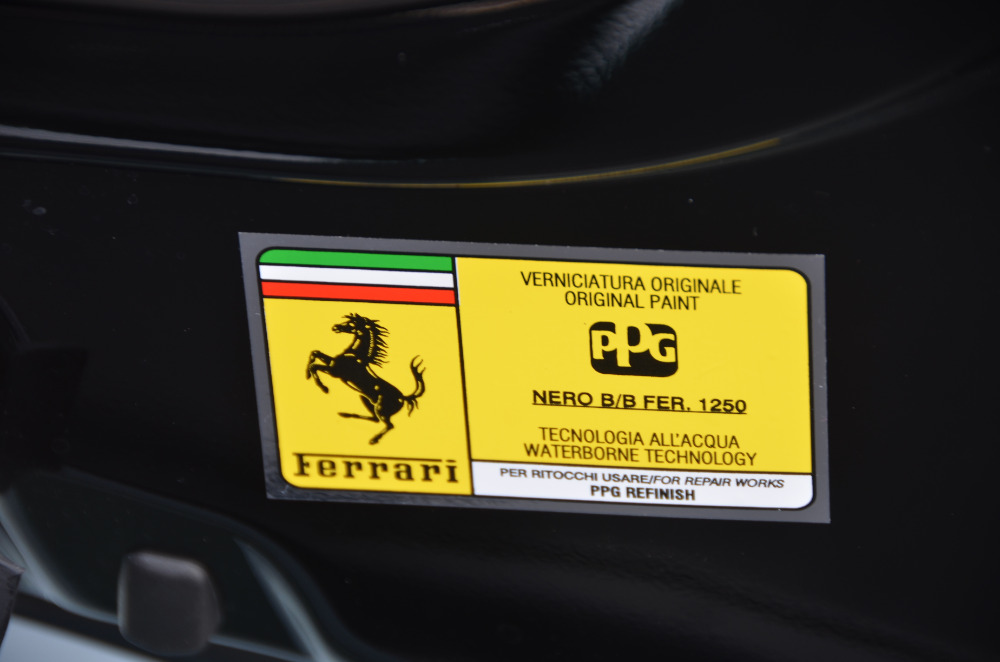 Ferrari
VERNICIATURA ORIGINALE
ORIGINAL PAINT
PPG
NERO B/B FER. 1250
TECNOLOGIA ALL'ACQUA
WATERBORNE TECHNOLOGY
PER RITOCCHI USARE/FOR REPAIR WORKS
PPG REFINISH